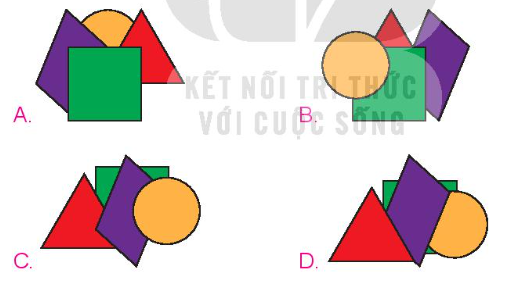 KẾT NỐI TRI THỨC
VỚI CUỘC SỐNG
A.
B.
C.
D.